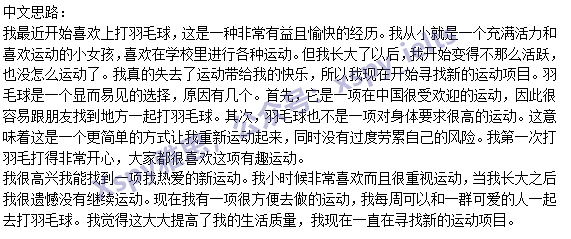 中文思路：
我最近开始喜欢上打羽毛球，这是一种非常有益且愉快的经历。我从小就是一个充满活力和
喜欢运动的小女孩，喜欢在学校里进行各种运动。但我长大了以后，我开始变得不那么活跃，
也没怎么运动了。我真的失去了运动带给我的快乐，所以我现在开始寻找新的运动项目。羽
毛球是一个显而易见的选择，原因有几个。首先，它是一项在中国很受欢迎的运动，因此很
容易跟朋友找到地方一起打羽毛球。其次，羽毛球也不是一项对身体要求很高的运动。这意
味着这是一个更简单的方式让我重新运动起来，同时没有过度劳累自己的风险。我第一次打
羽毛打得非常开心，大家都很喜欢这项有趣运动。
我很高兴我能找到一项我热爱的新运动。我小时候非常喜欢而且很重视运动，当我长大之后
我很遗憾没有继续运动。现在我有一项很方便去做的运动，我每周可以和一群可爱的人一起
去打羽毛球。我觉得这大大提高了我的生活质量，我现在一直在寻找新的运动项目。